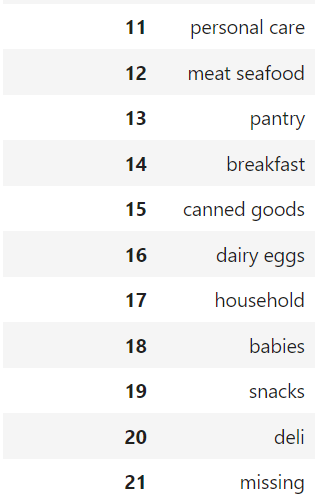 11 personal care
12 meat seafood
13 pantry
14 breakfast
15 canned goods
16 dairy eggs
17 household
18 babies
19 snacks
20 deli
21 missing